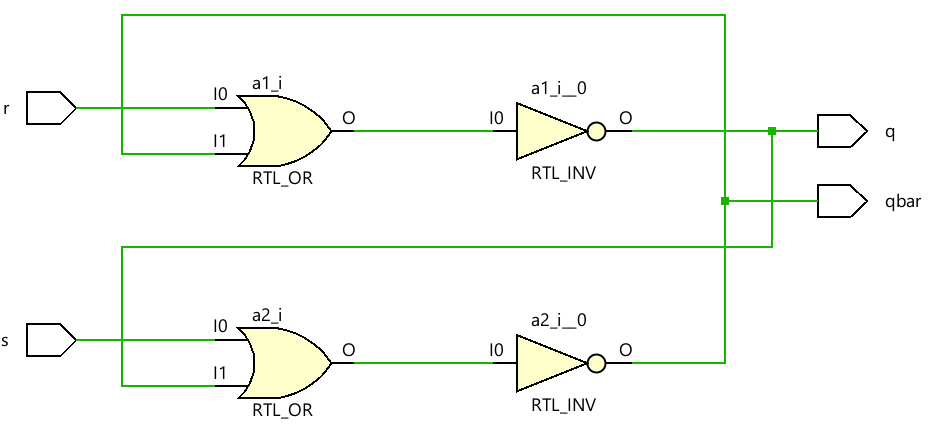 a1_i
a1_i__0
r
I0
O
I0
O
q
I1
RTL_OR
RTL_INV
qbar
a2_i
a2_i__0
s
I0
O
I0
O
I1
RTL_OR
RTL_INV